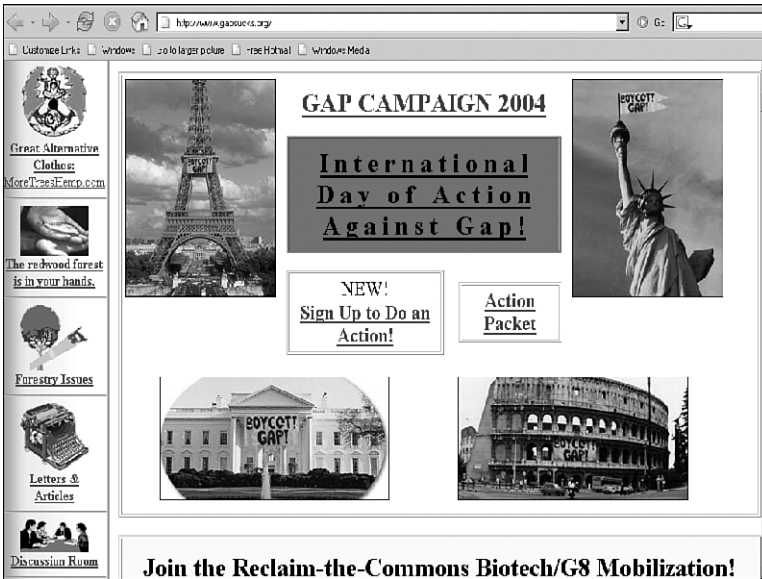 http://www.gapsucks.org/
Customize Links
Windows
Go to larger picture
Free Hotmail
Windows Media
Great Alternative
Clothes:
MoreTreesHemp.com
The redwood forest
is in your hands.
Forestry Issues
Letters &
Articles
Discussion Room
GAP CAMPAIGN 2004
International
Day of Action
Against Gap!
NEW!
Sign Up to Do an
Action!
Action
Packet
BOYCOTT
GAP!
BOYCOTT
GAP!
BOYCOTT
GAP!
BOYCOTT
GAP!
Join the Reclaim-the-Commons Biotech/G8 Mobilization!